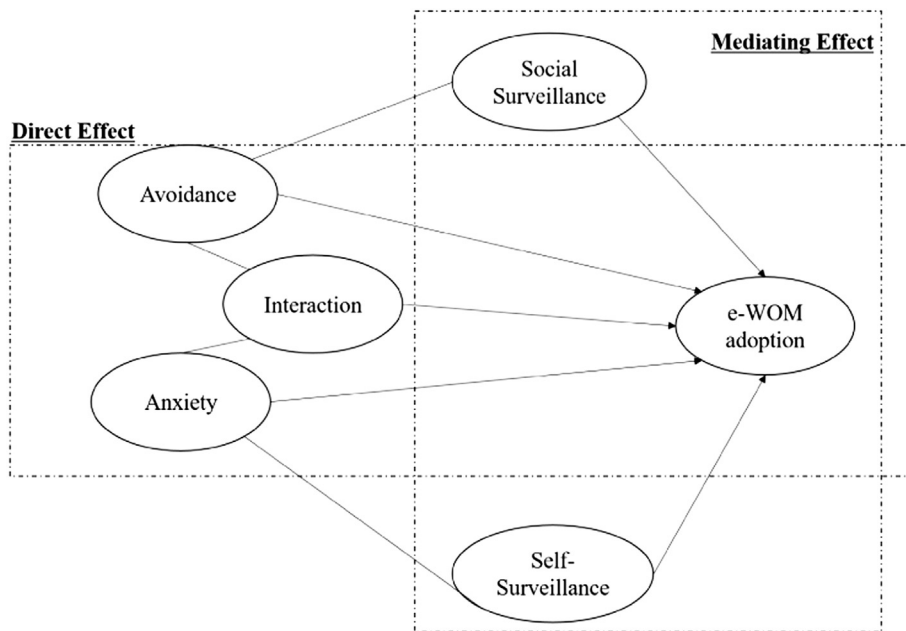 Mediating Effect
Social
Surveillance
Direct Effect
Avoidance
Interaction
e-WOM
adoption
Anxiety
Self-
Surveillance